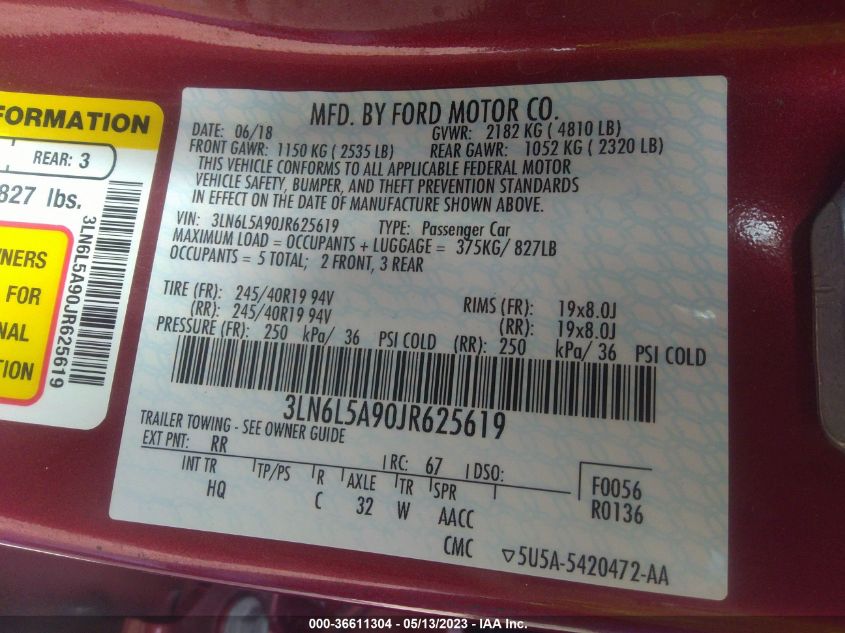 FORMATION
REAR: 3
827 lbs.
3LN6L5A90JR625619
FOR
MFD. BY FORD MOTOR CO.
DATE: 06/18 GVWR: 2182 KG ( 4810 LB)
FRONT GAWR: 1150 KG ( 2535 LB) REAR GAWR: 1052 KG ( 2320 LB)
THIS VEHICLE CONFORMS TO ALL APPLICABLE FEDERAL MOTOR
VEHICLE SAFETY, BUMPER, AND THEFT PREVENTION STANDARDS
IN EFFECT ON THE DATE OF MANUFACTURE SHOWN ABOVE.
VIN: 3LN6L5A90JR625619 TYPE: Passenger Car
MAXIMUM LOAD = OCCUPANTS + LUGGAGE = 375KG/ 827LB
OCCUPANTS = 5 TOTAL; 2 FRONT, 3 REAR
TIRE (FR): 245/40R19 94V RIMS (FR): 19x8.0J
(RR): 245/40R19 94V (RR): 19x8.0J
PRESSURE (FR): 250 kPa/ 36 PSI COLD (RR): 250 kPa/ 36 PSI COLD
3LN6L5A90JR625619
TRAILER TOWING - SEE OWNER GUIDE
EXT PNT: RR RC: 67 DSO:
INT TR TP/PS R AXLE TR SPR F0056
HQ C 32 W AACC R0136
CMC ▽5U5A-5420472-AA
000-36611304 - 05/13/2023 - IAA Inc.